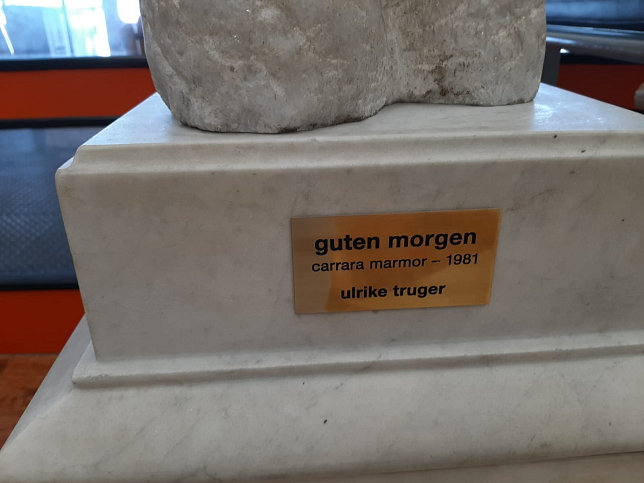 guten morgen
carrara marmor – 1981
ulrike truger